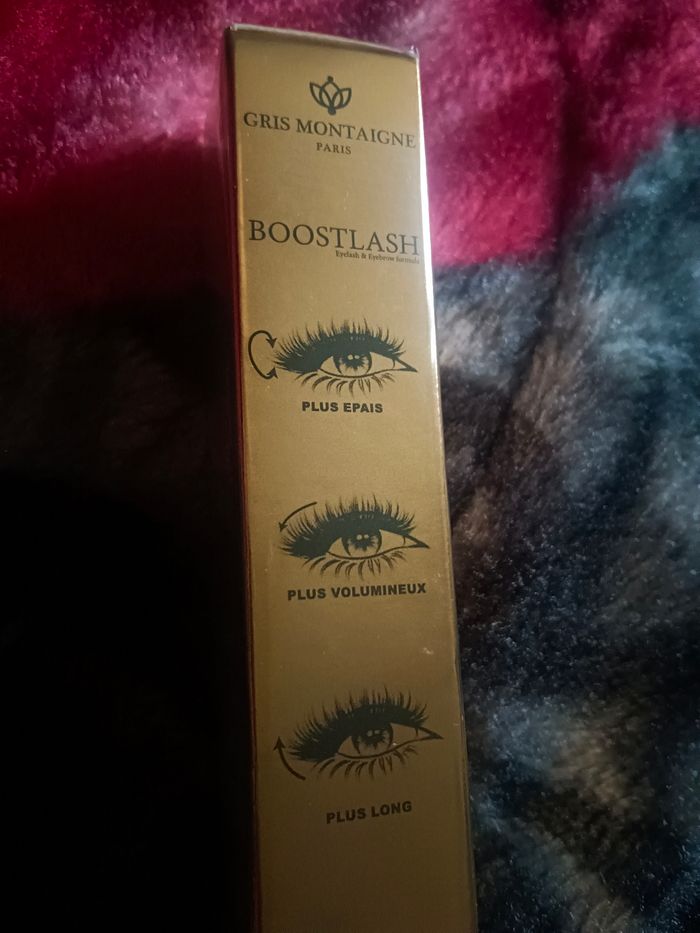 GRIS MONTAIGNE
PARIS
BOOSTLASH
Eyelash & Eyebrow formula
PLUS EPAIS
PLUS VOLUMINEUX
PLUS LONG